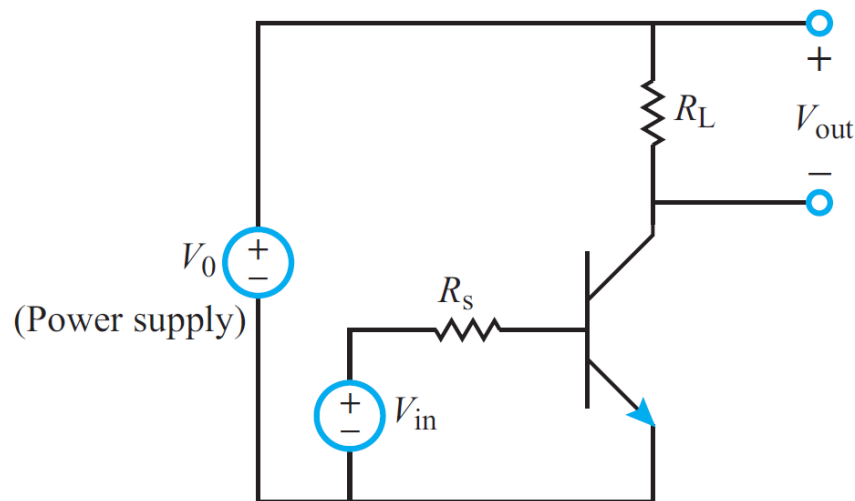 +
R_L
V_out
−
V_0
+
−
(Power supply)
R_s
+
−
V_in